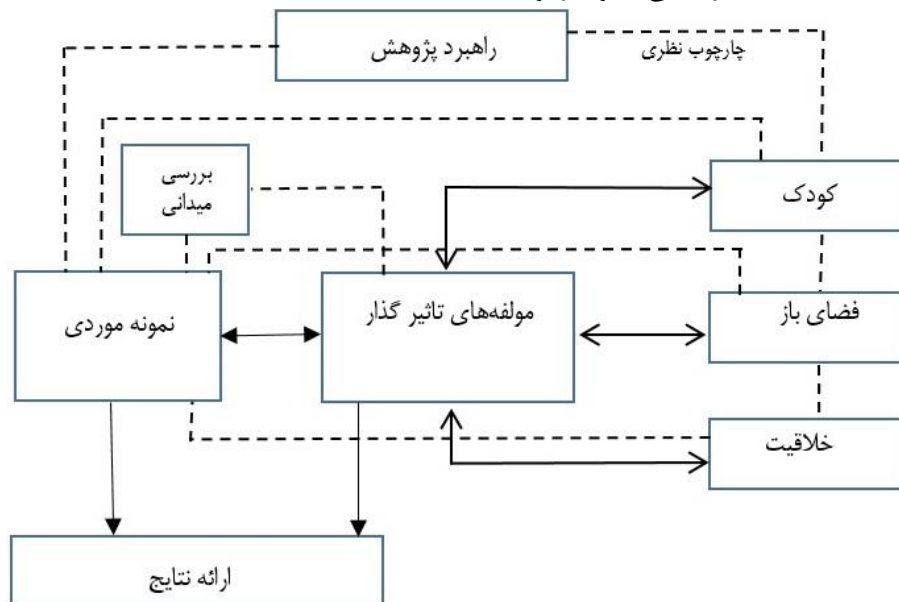 راهبرد پژوهش
چارچوب نظری
بررسی
میدانی
کودک
فضای باز
مولفه‌های تاثیر گذار
نمونه موردی
خلاقیت
ارائه نتایج